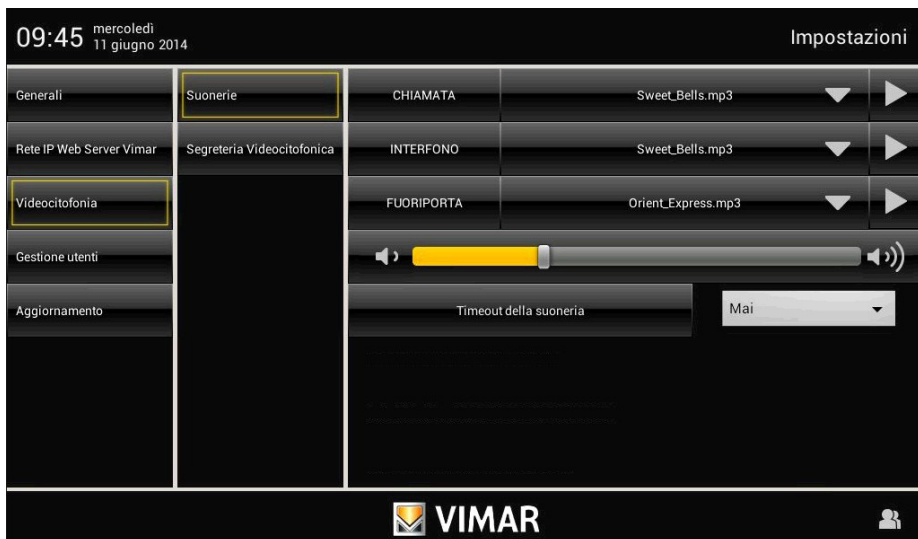 09:45
mercoledì
11 giugno 2014
Impostazioni
Generali
Rete IP Web Server Vimar
Videocitofonia
Gestione utenti
Aggiornamento
Suonerie
Segreteria Videocitofonica
CHIAMATA
Sweet_Bells.mp3
INTERFONO
Sweet_Bells.mp3
FUORIPORTA
Orient_Express.mp3
Timeout della suoneria
Mai
VIMAR